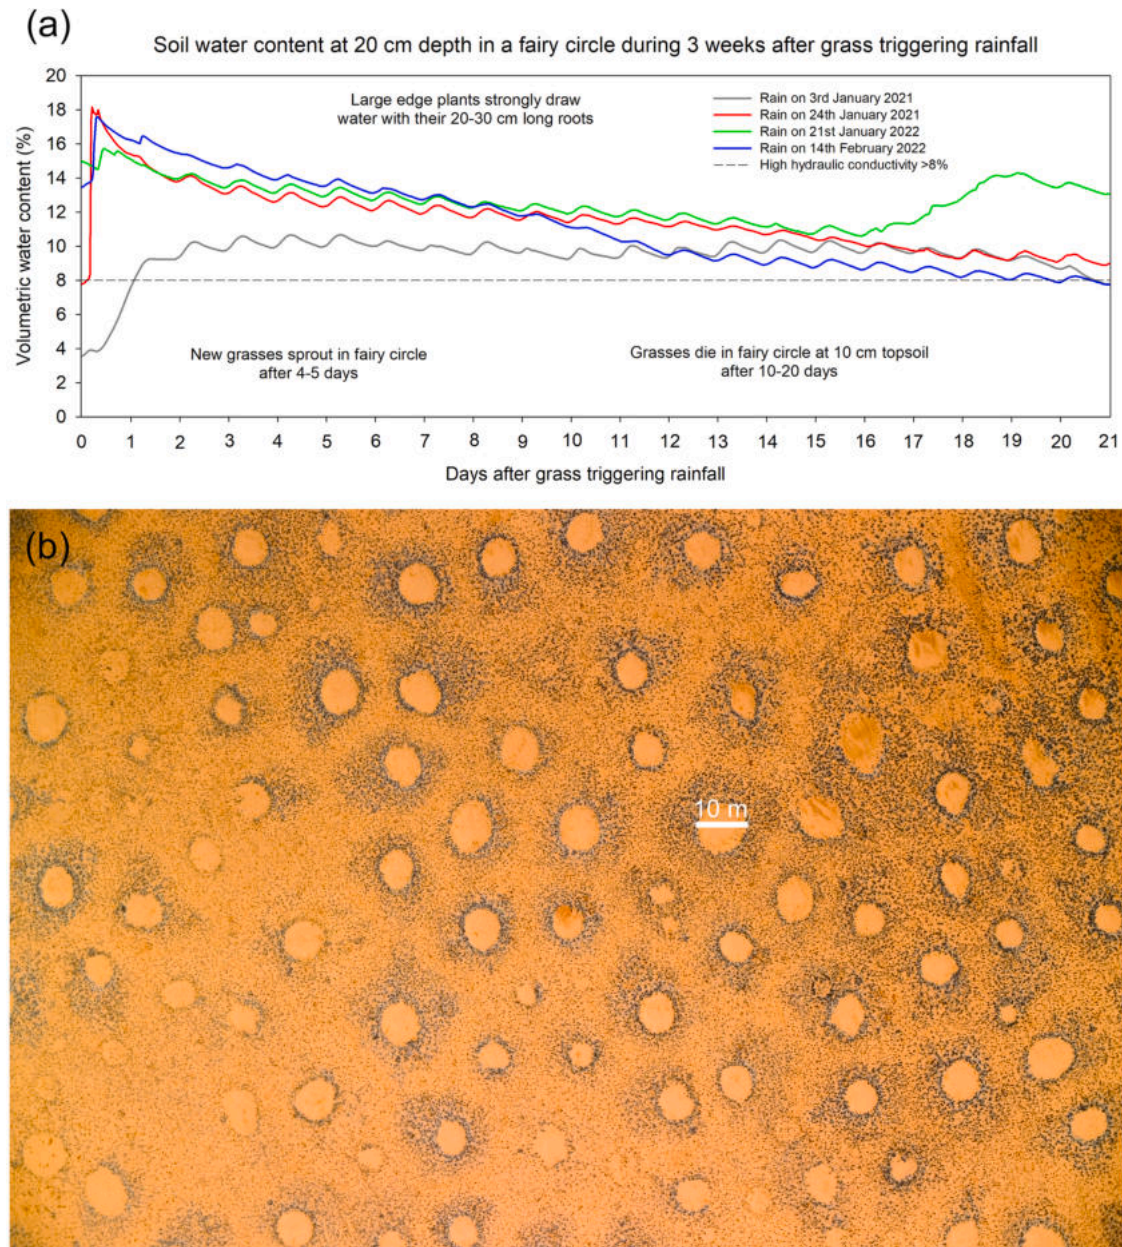 (a)
Soil water content at 20 cm depth in a fairy circle during 3 weeks after grass triggering rainfall
20
18
16
14
12
10
8
6
4
2
0
Volumetric water content (%)
Large edge plants strongly draw
water with their 20-30 cm long roots
Rain on 3rd January 2021
Rain on 24th January 2021
Rain on 21st January 2022
Rain on 14th February 2022
High hydraulic conductivity >8%
New grasses sprout in fairy circle
after 4-5 days
Grasses die in fairy circle at 10 cm topsoil
after 10-20 days
0 1 2 3 4 5 6 7 8 9 10 11 12 13 14 15 16 17 18 19 20 21
Days after grass triggering rainfall
(b)
10 m